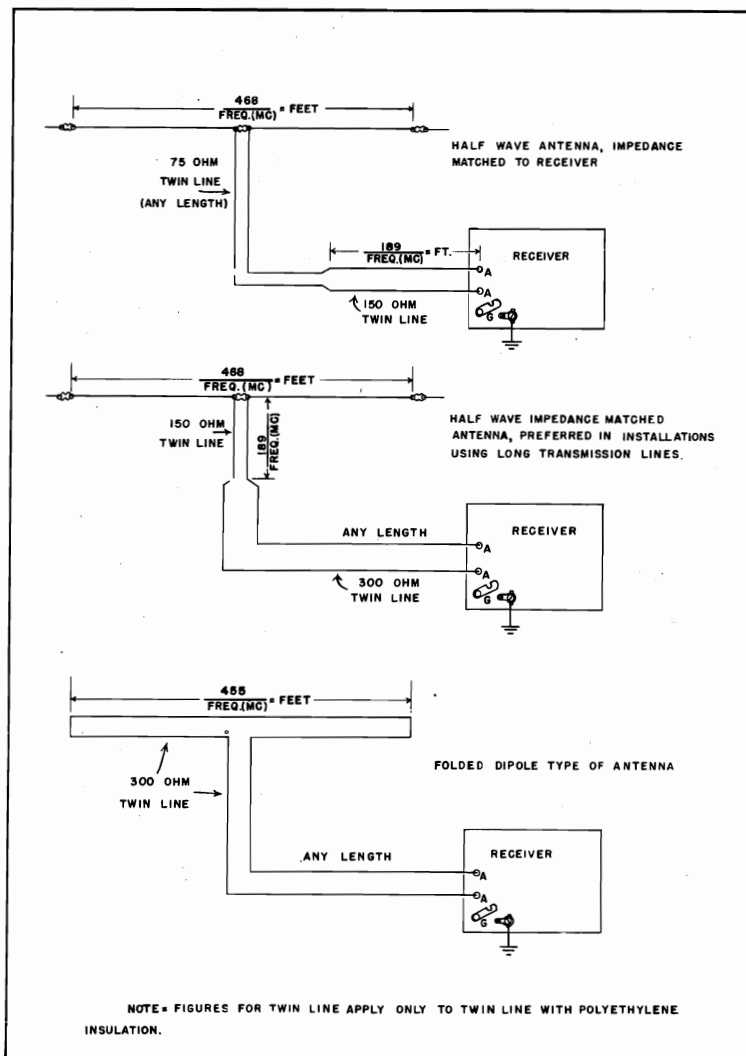 468
FREQ.(MC) = FEET
HALF WAVE ANTENNA, IMPEDANCE
MATCHED TO RECEIVER
75 OHM
TWIN LINE
(ANY LENGTH)
189
FREQ.(MC) = FT.
RECEIVER
A
A
G
150 OHM
TWIN LINE
468
FREQ.(MC) = FEET
150 OHM
TWIN LINE
189
FREQ.(MC)
HALF WAVE IMPEDANCE MATCHED
ANTENNA, PREFERRED IN INSTALLATIONS
USING LONG TRANSMISSION LINES.
ANY LENGTH
RECEIVER
A
A
G
300 OHM
TWIN LINE
455
FREQ.(MC) = FEET
300 OHM
TWIN LINE
FOLDED DIPOLE TYPE OF ANTENNA
ANY LENGTH
RECEIVER
A
A
G
NOTE= FIGURES FOR TWIN LINE APPLY ONLY TO TWIN LINE WITH POLYETHYLENE
INSULATION.